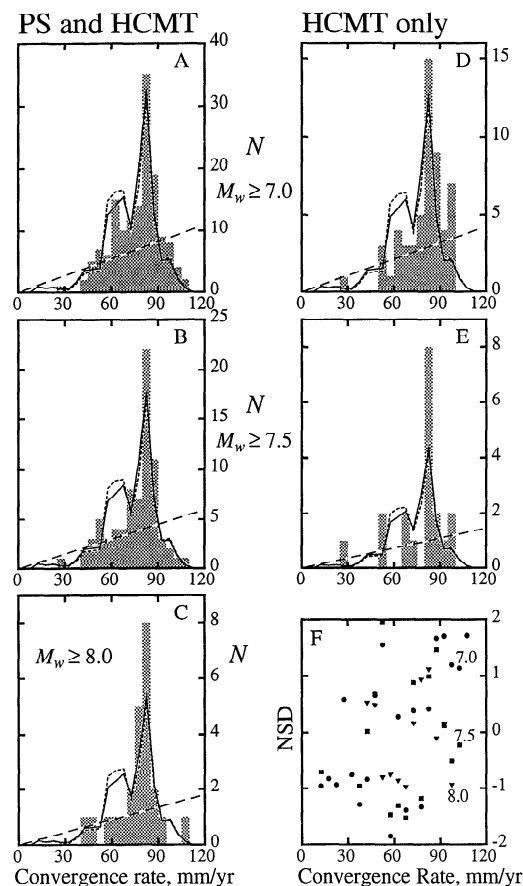 PS and HCMT
HCMT only
A
40
30
20
10
0
0 30 60 90 120
N
Mw ≥ 7.0
D
15
10
5
0
0 30 60 90 120
B
25
20
15
10
5
0
0 30 60 90 120
N
Mw ≥ 7.5
E
8
6
4
2
0
0 30 60 90 120
C
Mw ≥ 8.0
8
6
4
2
0
N
0 30 60 90 120
Convergence rate, mm/yr
F
NSD
2
1
0
-1
-2
7.0
7.5
8.0
0 30 60 90 120
Convergence Rate, mm/yr